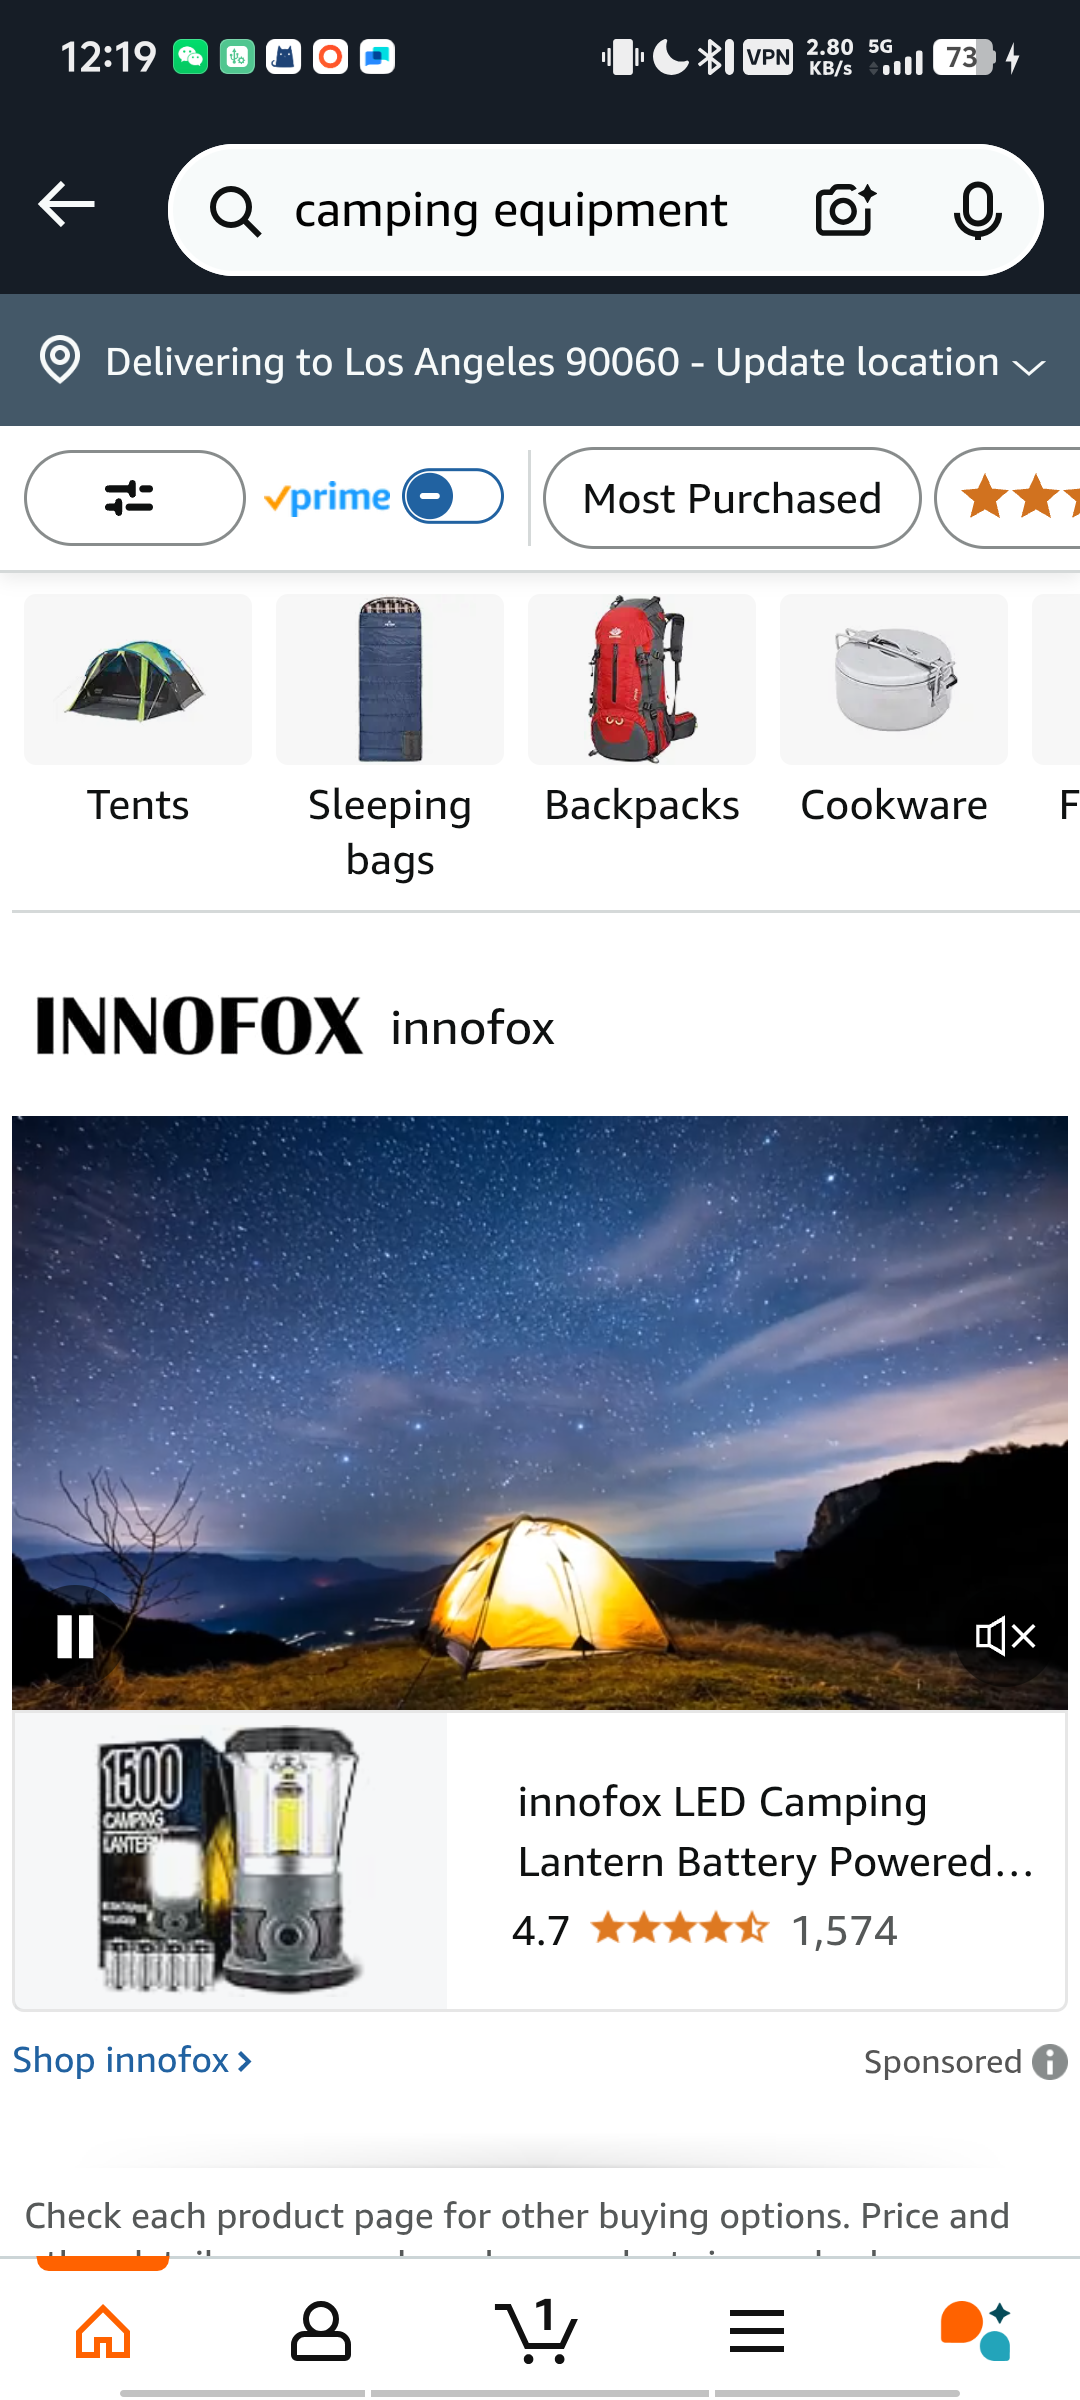 12:19
VPN
2.80 KB/s
5G
73
camping equipment
Delivering to Los Angeles 90060 - Update location
prime
Most Purchased
Tents
Sleeping bags
Backpacks
Cookware
F
INNOFOX
innofox
1500
CAMPING
LANTERN
innofox LED Camping
Lantern Battery Powered...
4.7
1,574
Shop innofox
Sponsored
Check each product page for other buying options. Price and
1